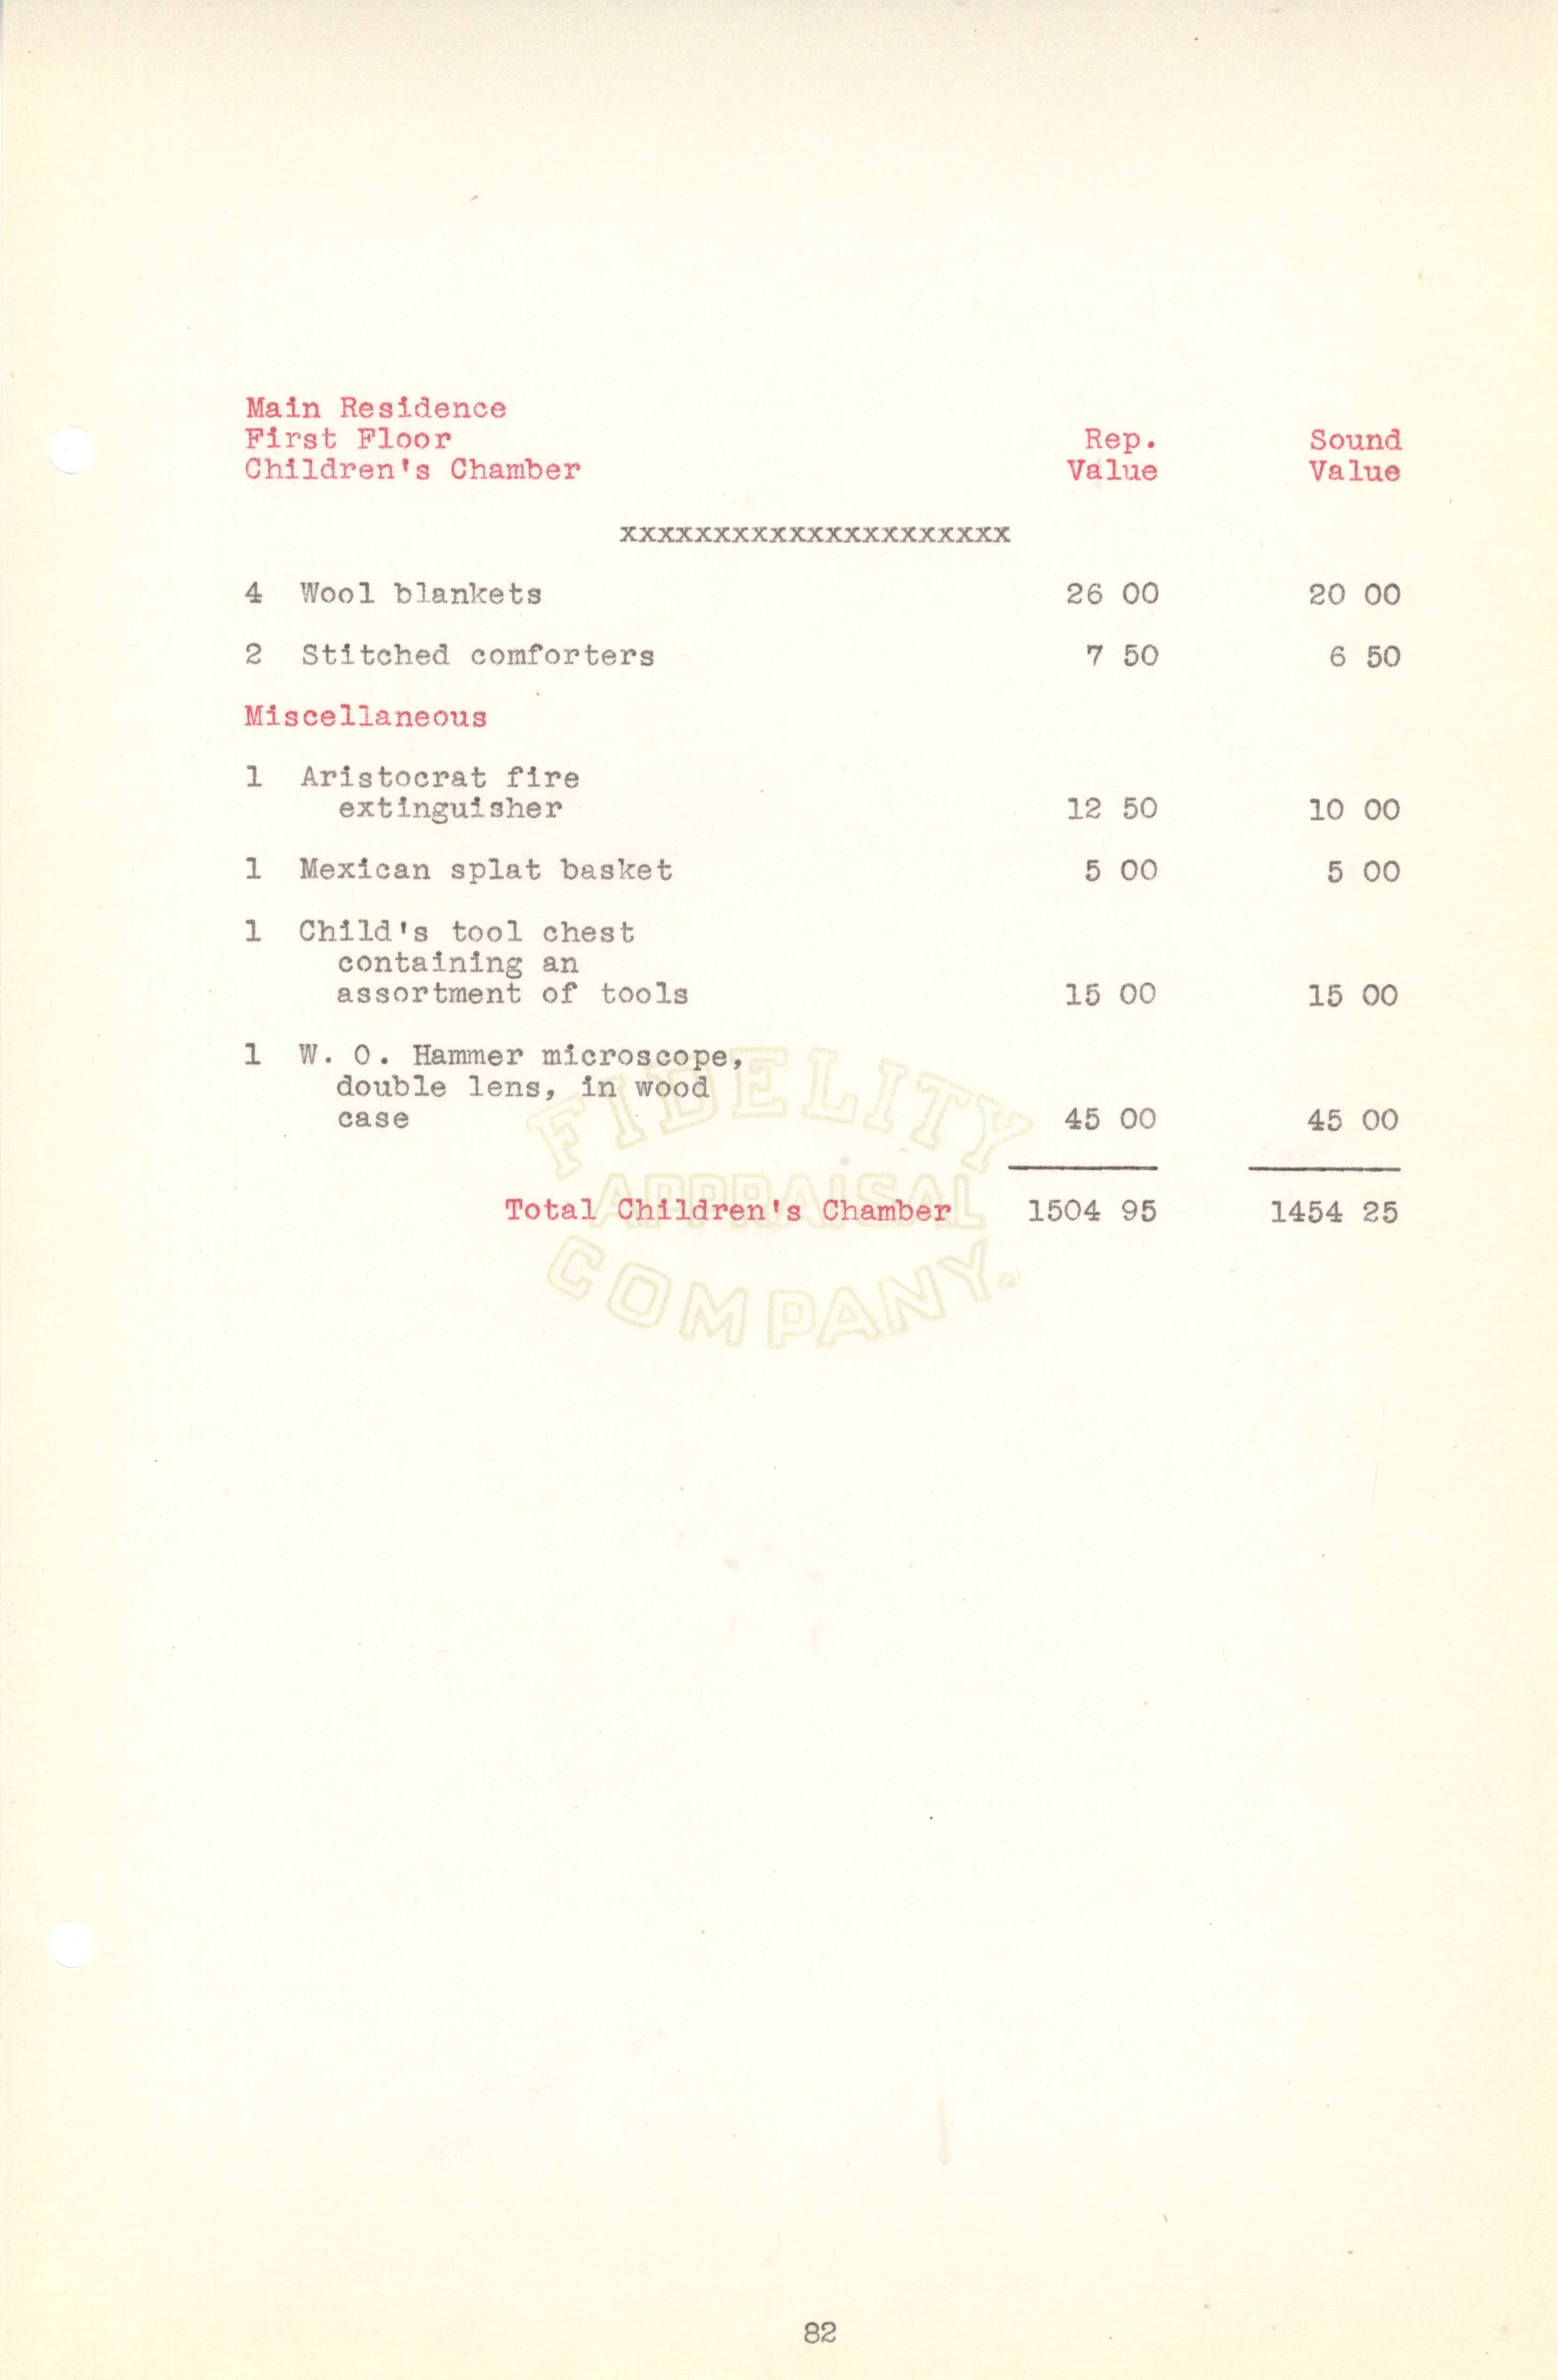 Main Residence
First Floor Rep. Sound
Children's Chamber Value Value
xxxxxxxxxxxxxxxxxxxxx
4 Wool blankets 26 00 20 00
2 Stitched comforters 7 50 6 50
Miscellaneous
1 Aristocrat fire
extinguisher 12 50 10 00
1 Mexican splat basket 5 00 5 00
1 Child's tool chest
containing an
assortment of tools 15 00 15 00
1 W. O. Hammer microscope,
double lens, in wood
case 45 00 45 00
FIDELITY
APPRAISAL
COMPANY.
Total Children's Chamber 1504 95 1454 25
82